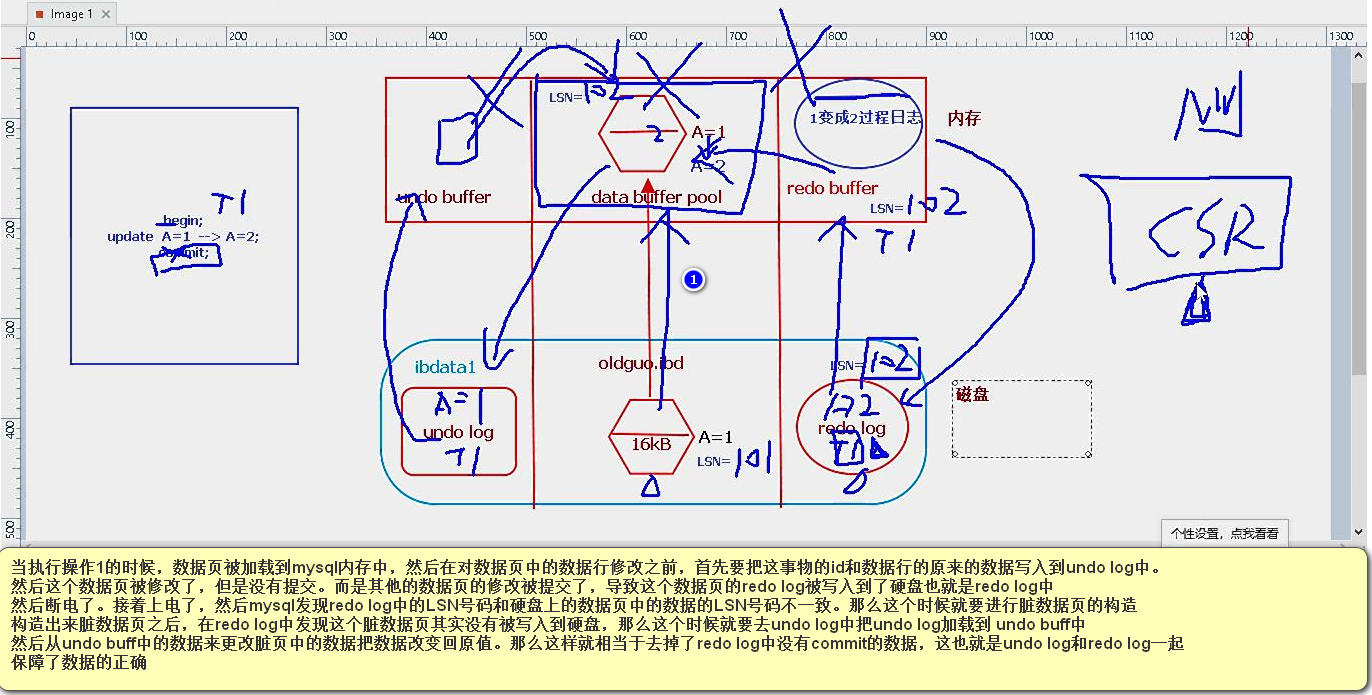 Image 1
0 100 200 300 400 500 600 700 800 900 1000 1100 1200 1300
100
200
300
400
500
T1
begin;
update A=1 --> A=2;
commit;
LSN=102
2
A=1
A=2
1变成2过程日志
内存
undo buffer
data buffer pool
redo buffer
LSN=102
T1
CSR
1
ibdata1
oldguo.ibd
LSN=102
A=1
undo log
T1
16kB
A=1
LSN=101
redo log
T1
磁盘
个性设置，点我看看
当执行操作1的时候，数据页被加载到mysql内存中，然后在对数据页中的数据行修改之前，首先要把这事物的id和数据行的原来的数据写入到undo log中。
然后这个数据页被修改了，但是没有提交。而是其他的数据页的修改被提交了，导致这个数据页的redo log被写入到了硬盘也就是redo log中
然后断电了。接着上电了，然后mysql发现redo log中的LSN号码和硬盘上的数据页中的数据的LSN号码不一致。那么这个时候就要进行脏数据页的构造
构造出来脏数据页之后，在redo log中发现这个脏数据页其实没有被写入到硬盘，那么这个时候就要去undo log中把undo log加载到 undo buff中
然后从undo buff中的数据来更改脏页中的数据把数据改变回原值。那么这样就相当于去掉了redo log中没有commit的数据，这也就是undo log和redo log一起
保障了数据的正确